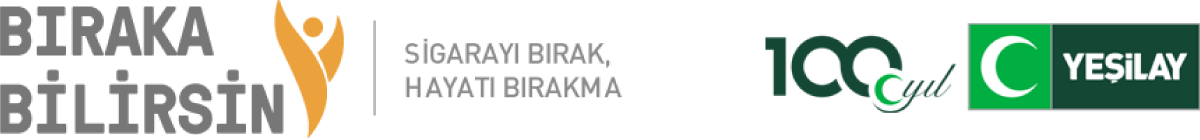 BIRAKA
BİLİRSİN
SİGARAYI BIRAK,
HAYATI BIRAKMA
100
yıl
YEŞİLAY